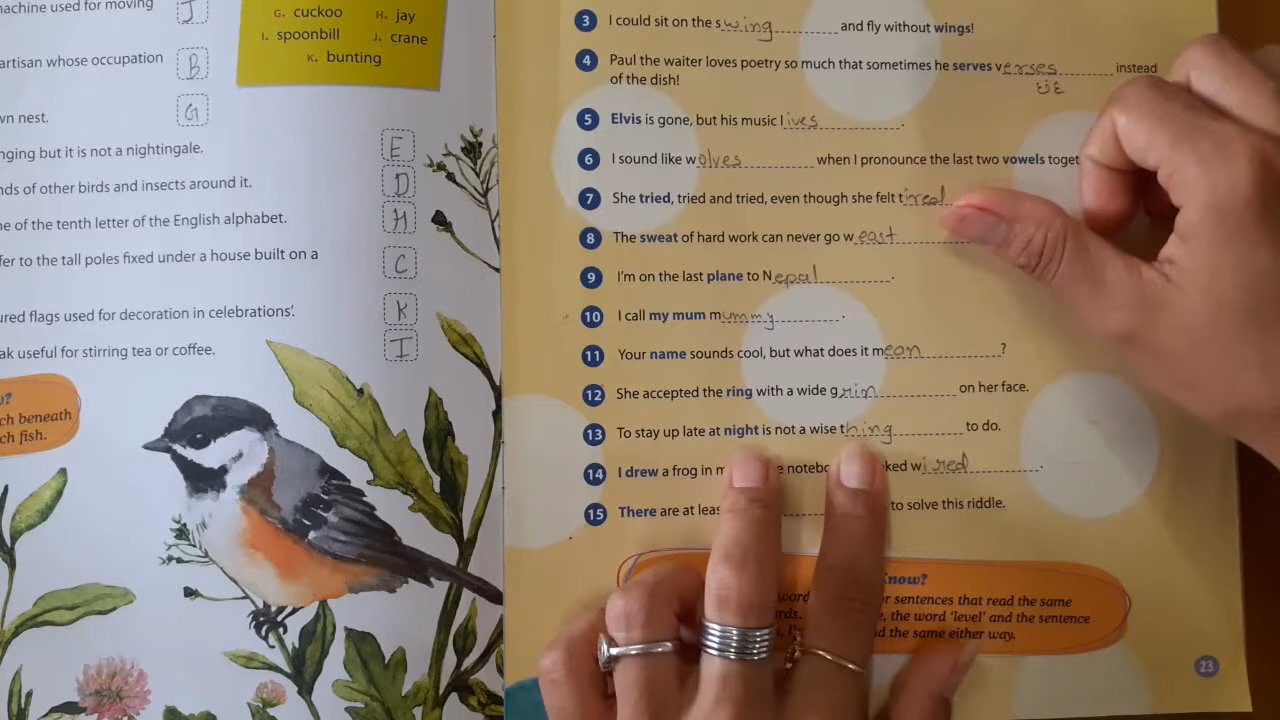 achine used for moving
J
artisan whose occupation
B
wn nest.
G
nging but it is not a nightingale.
E
nds of other birds and insects around it.
D
ne of the tenth letter of the English alphabet.
H
fer to the tall poles fixed under a house built on a
C
ured flags used for decoration in celebrations'.
K
ak useful for stirring tea or coffee.
I
G. cuckoo H. jay
I. spoonbill J. crane
K. bunting
?
ch beneath
ch fish.
3 I could sit on the swing and fly without wings!
4 Paul the waiter loves poetry so much that sometimes he serves verses instead
of the dish!
5 Elvis is gone, but his music lives.
6 I sound like wolves when I pronounce the last two vowels toget
7 She tried, tried and tried, even though she felt
8 The sweat of hard work can never go weast
9 I'm on the last plane to Nepal.
10 I call my mum mummy.
11 Your name sounds cool, but what does it mean?
12 She accepted the ring with a wide grin on her face.
13 To stay up late at night is not a wise thing to do.
14 I drew a frog in m e notebo ked wired.
15 There are at leas to solve this riddle.
Know?
word r sentences that read the same
rds. , the word 'level' and the sentence
d the same either way.
23